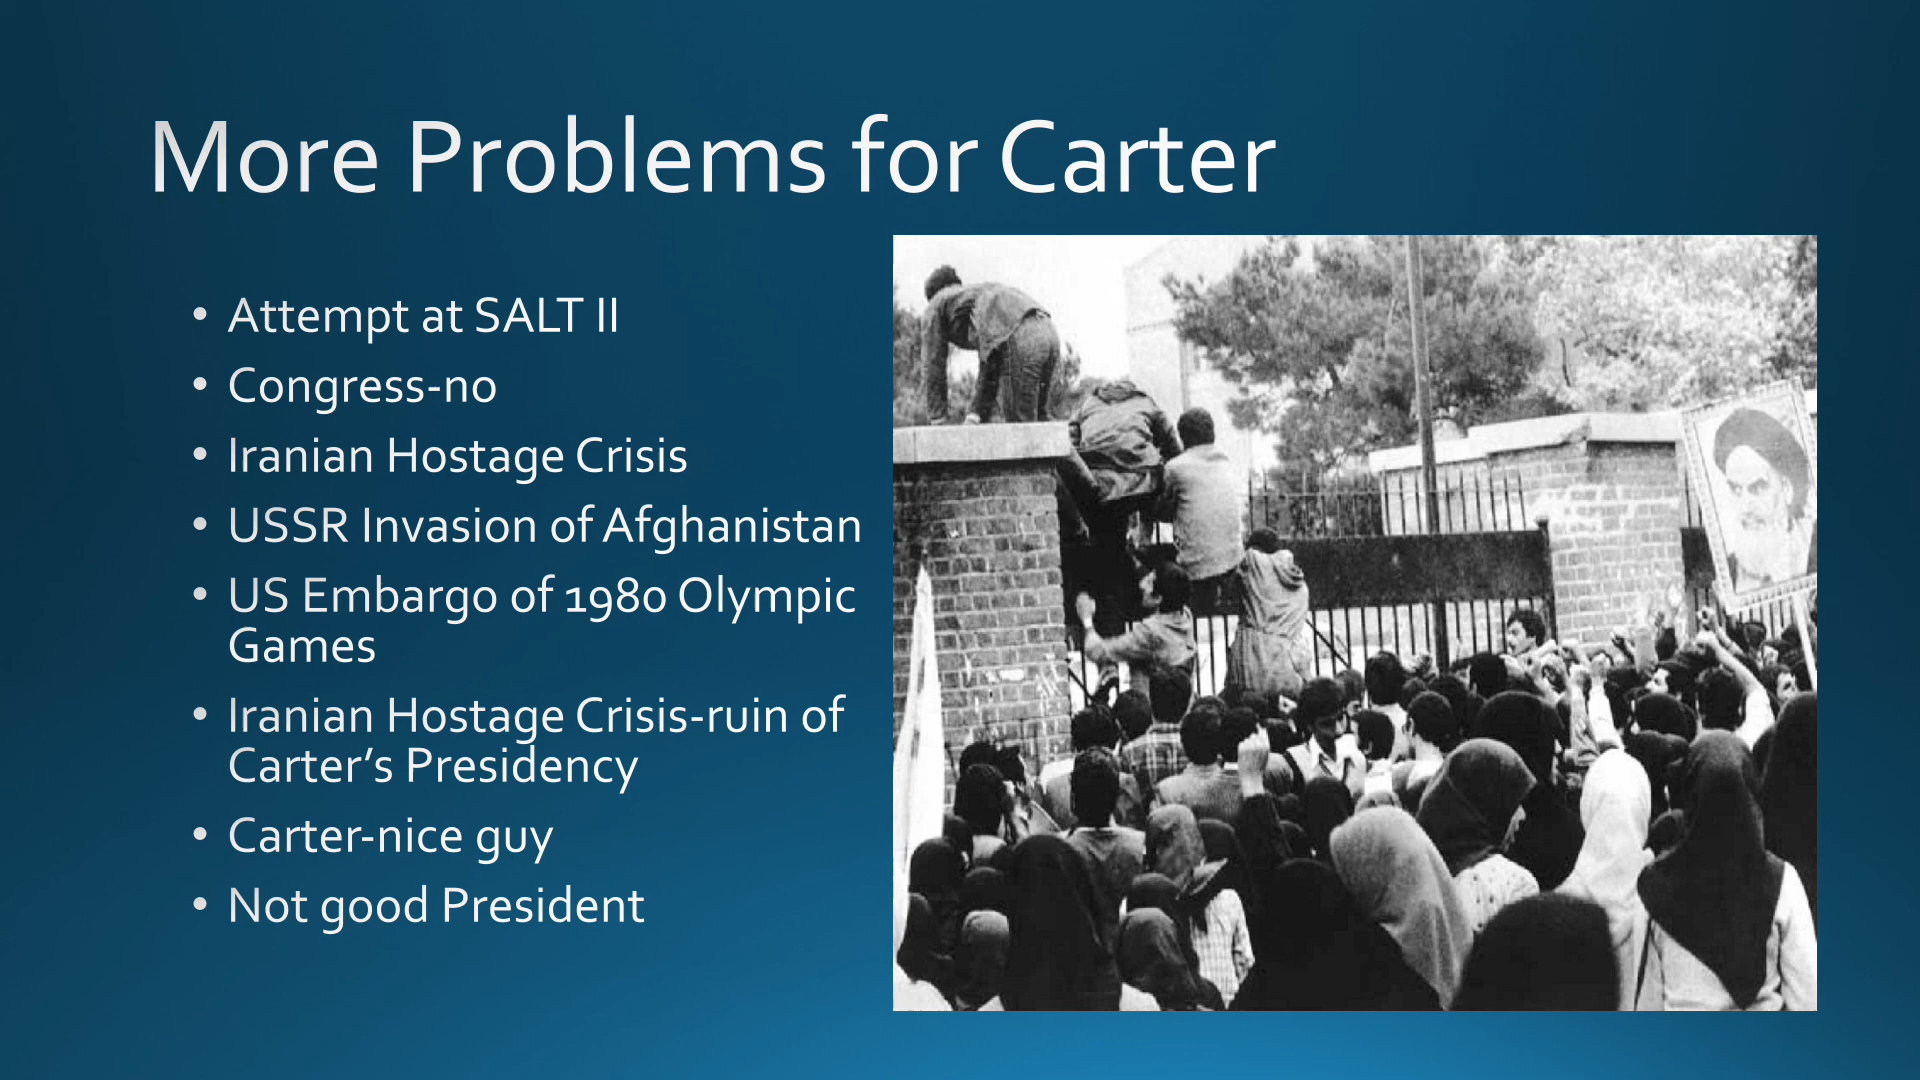 More Problems for Carter
• Attempt at SALT II
• Congress-no
• Iranian Hostage Crisis
• USSR Invasion of Afghanistan
• US Embargo of 1980 Olympic
Games
• Iranian Hostage Crisis-ruin of
Carter’s Presidency
• Carter-nice guy
• Not good President